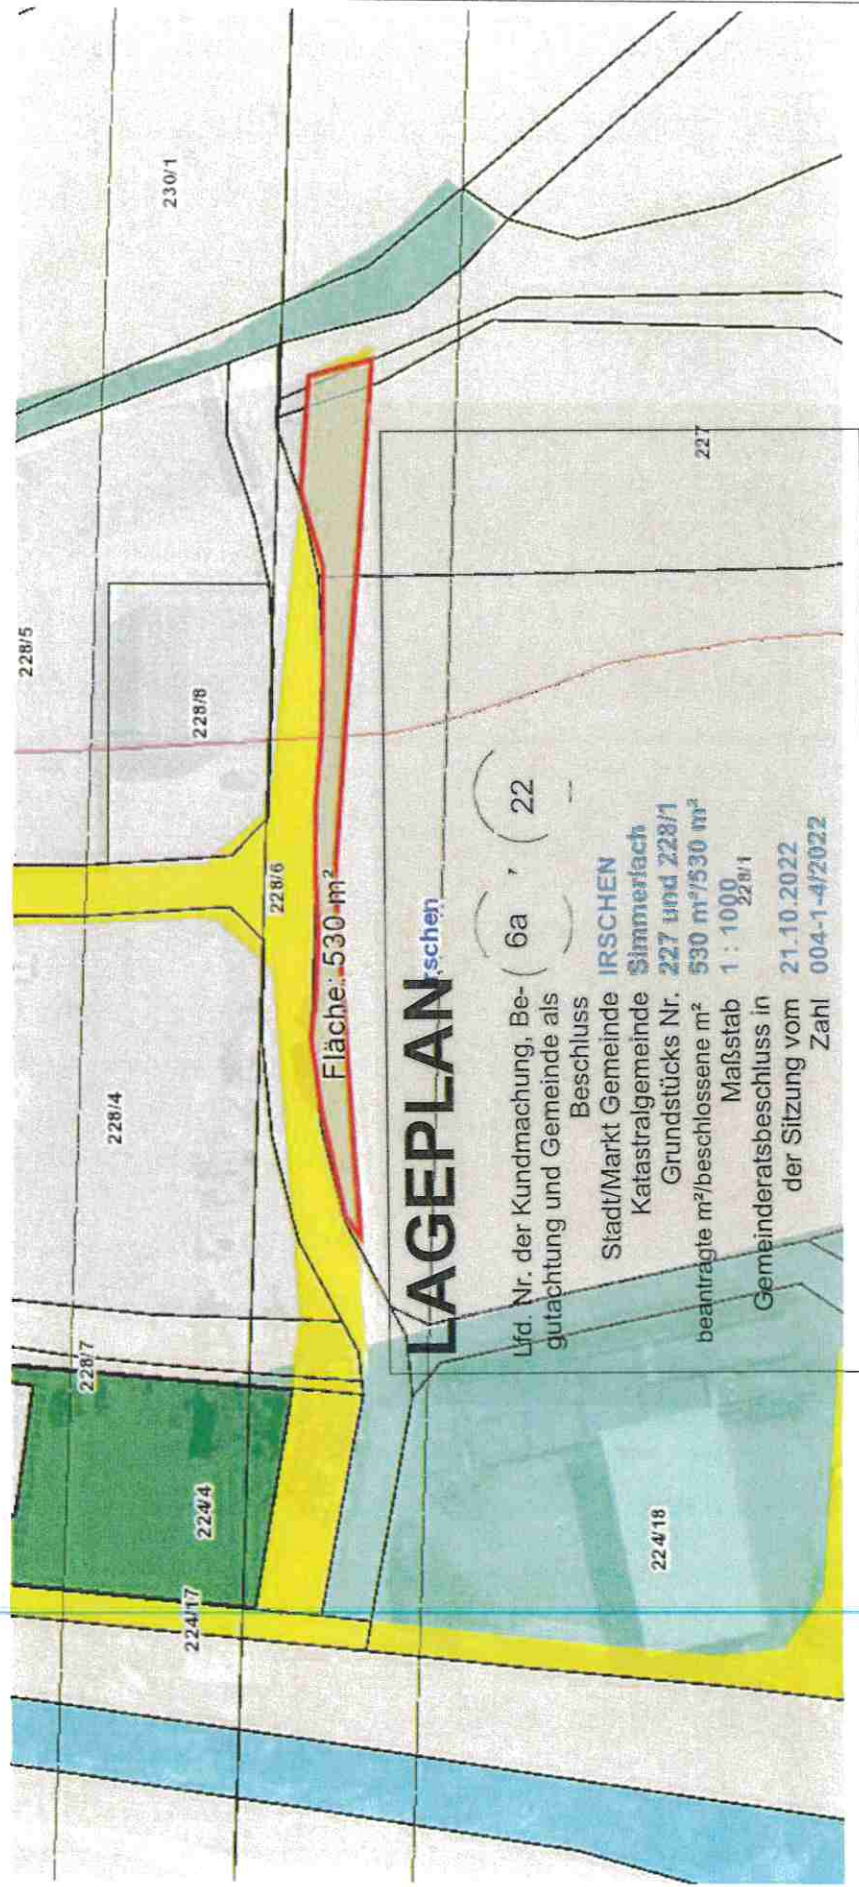 230/1
228/5
228/8
228/6
228/4
228/7
224/4
224/17
224/18
227
Fläche: 530 m²
rschen
LAGEPLAN
Lfd. Nr. der Kundmachung, Be-
gutachtung und Gemeinde als
Beschluss
( 6a , ( 22
Stadt/Markt Gemeinde IRSCHEN
Katastralgemeinde Simmerlach
Grundstücks Nr. 227 und 228/1
beantragte m²/beschlossene m² 530 m²/530 m²
Maßstab 1 : 1000
228/1
Gemeinderatsbeschluss in
der Sitzung vom 21.10.2022
Zahl 004-1-4/2022